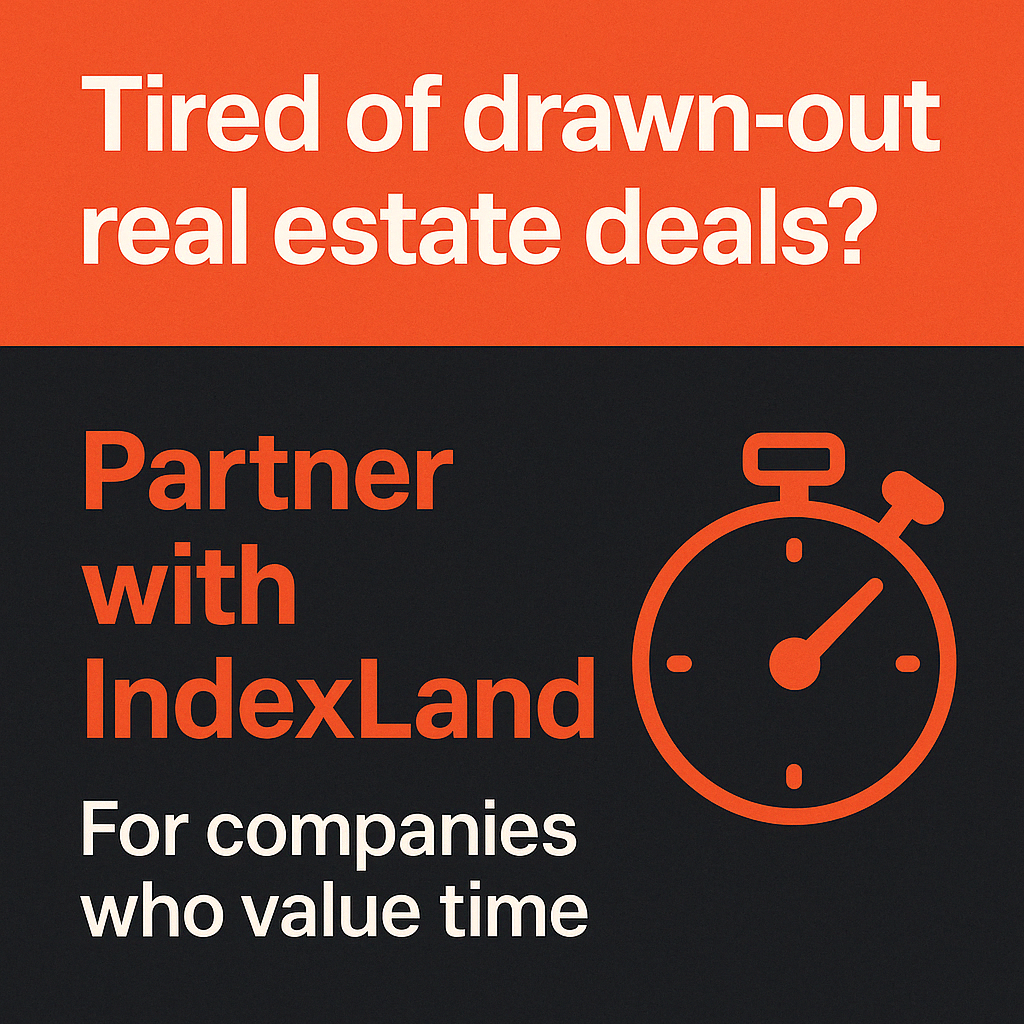 Tired of drawn-out
real estate deals?
Partner
with
IndexLand
For companies
who value time